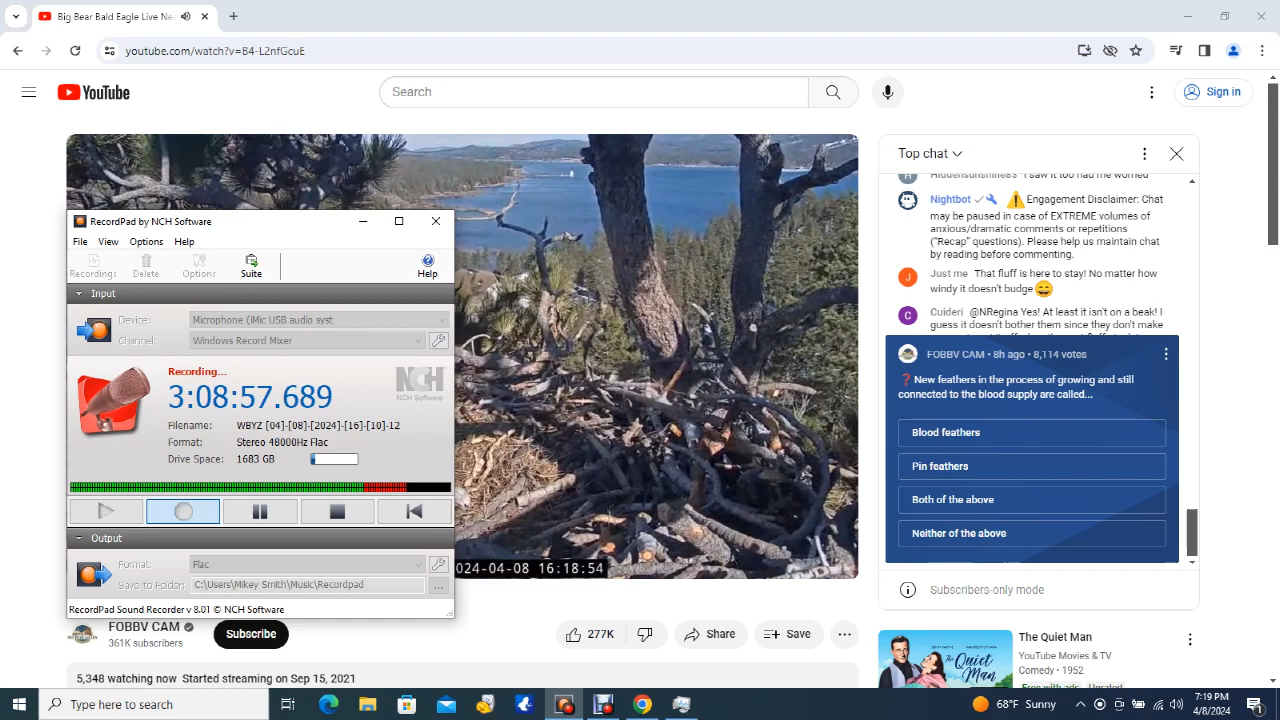 Big Bear Bald Eagle Live Ne
youtube.com/watch?v=B4-L2nfGcuE
YouTube
Search
Sign in
RecordPad by NCH Software
File View Options Help
Recordings Delete Options Suite Help
Input
Device: Microphone (iMic USB audio syst
Channel: Windows Record Mixer
Recording...
3:08:57.689
NCH
NCH Software
Filename: WBYZ [04]-[08]-[2024]-[16]-[10]-12
Format: Stereo 48000Hz Flac
Drive Space: 1683 GB
Output
Format: Flac
Save to Folder: C:\Users\Mikey Smith\Music\Recordpad
...
RecordPad Sound Recorder v 8.01 © NCH Software
024-04-08 16:18:54
FOBBV CAM
361K subscribers
Subscribe
277K
Share
Save
5,348 watching now Started streaming on Sep 15, 2021
Top chat
Hiddensunshine83 I saw it too had me worried
Nightbot ⚠️ Engagement Disclaimer: Chat
may be paused in case of EXTREME volumes of
anxious/dramatic comments or repetitions
("Recap" questions). Please help us maintain chat
by reading before commenting.
J Just me That fluff is here to stay! No matter how
windy it doesn't budge😄
C Cuideri @NRegina Yes! At least it isn't on a beak! I
guess it doesn't bother them since they don't make
FOBBV CAM • 8h ago • 8,114 votes
❓New feathers in the process of growing and still
connected to the blood supply are called...
Blood feathers
Pin feathers
Both of the above
Neither of the above
Subscribers-only mode
The Quiet Man
YouTube Movies & TV
Comedy • 1952
Free with ads Unrated
Type here to search
68°F Sunny
7:19 PM
4/8/2024